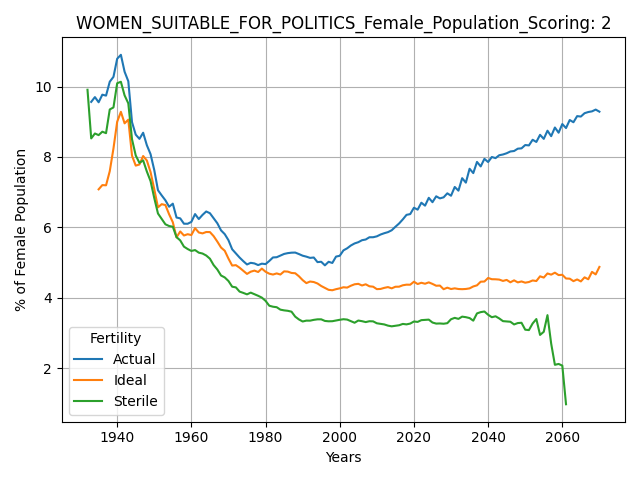 WOMEN_SUITABLE_FOR_POLITICS_Female_Population_Scoring: 2
% of Female Population
10
8
6
4
2
Fertility
Actual
Ideal
Sterile
1940
1960
1980
2000
2020
2040
2060
Years